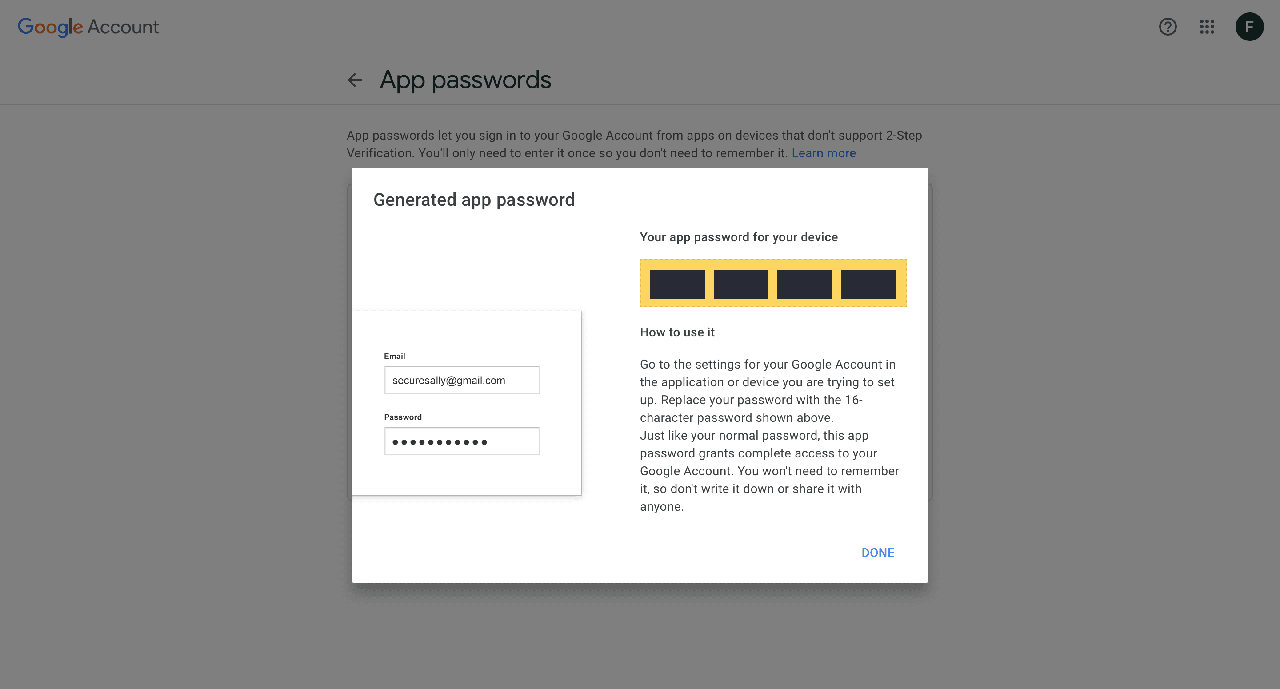 Google Account
F
App passwords
App passwords let you sign in to your Google Account from apps on devices that don't support 2-Step
Verification. You'll only need to enter it once so you don't need to remember it. Learn more
Generated app password
Your app password for your device
How to use it
Go to the settings for your Google Account in
the application or device you are trying to set
up. Replace your password with the 16-
character password shown above.
Just like your normal password, this app
password grants complete access to your
Google Account. You won't need to remember
it, so don't write it down or share it with
anyone.
Email
securesally@gmail.com
Password
DONE